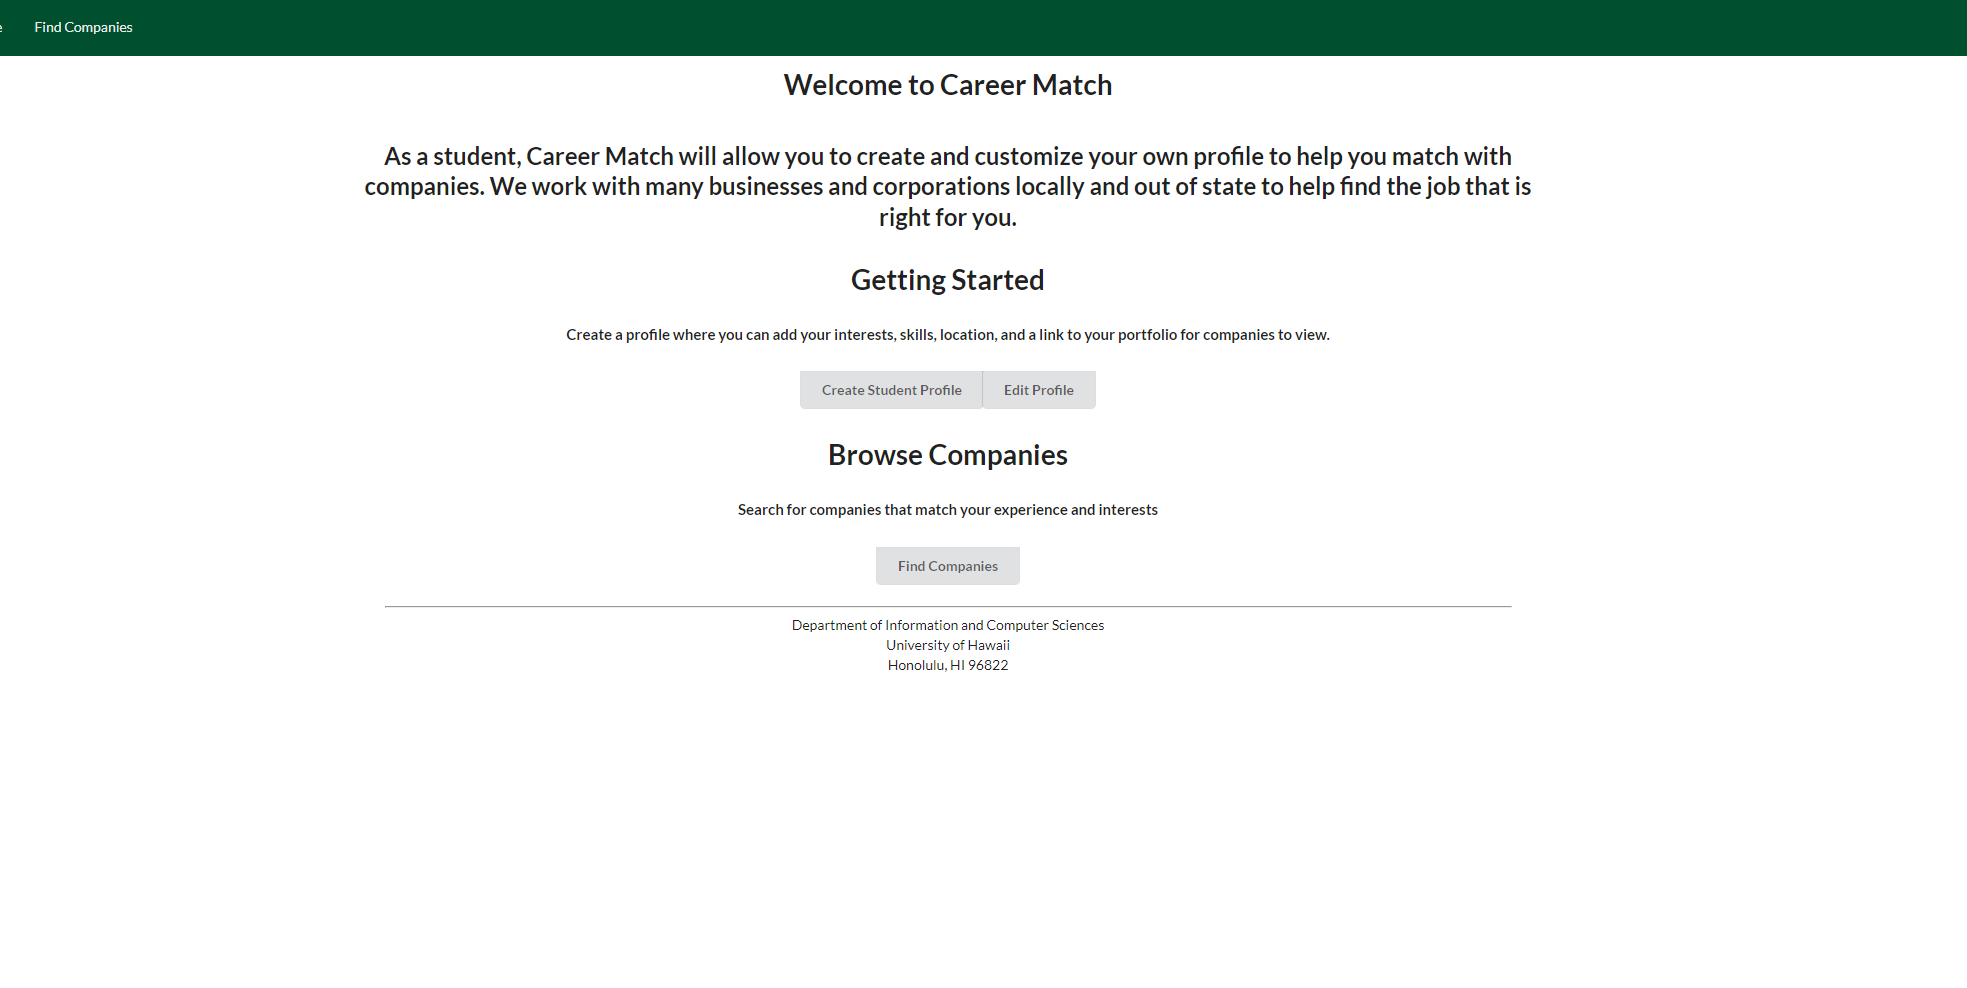 Find Companies
Welcome to Career Match
As a student, Career Match will allow you to create and customize your own profile to help you match with
companies. We work with many businesses and corporations locally and out of state to help find the job that is
right for you.
Getting Started
Create a profile where you can add your interests, skills, location, and a link to your portfolio for companies to view.
Create Student Profile Edit Profile
Browse Companies
Search for companies that match your experience and interests
Find Companies
Department of Information and Computer Sciences
University of Hawaii
Honolulu, HI 96822